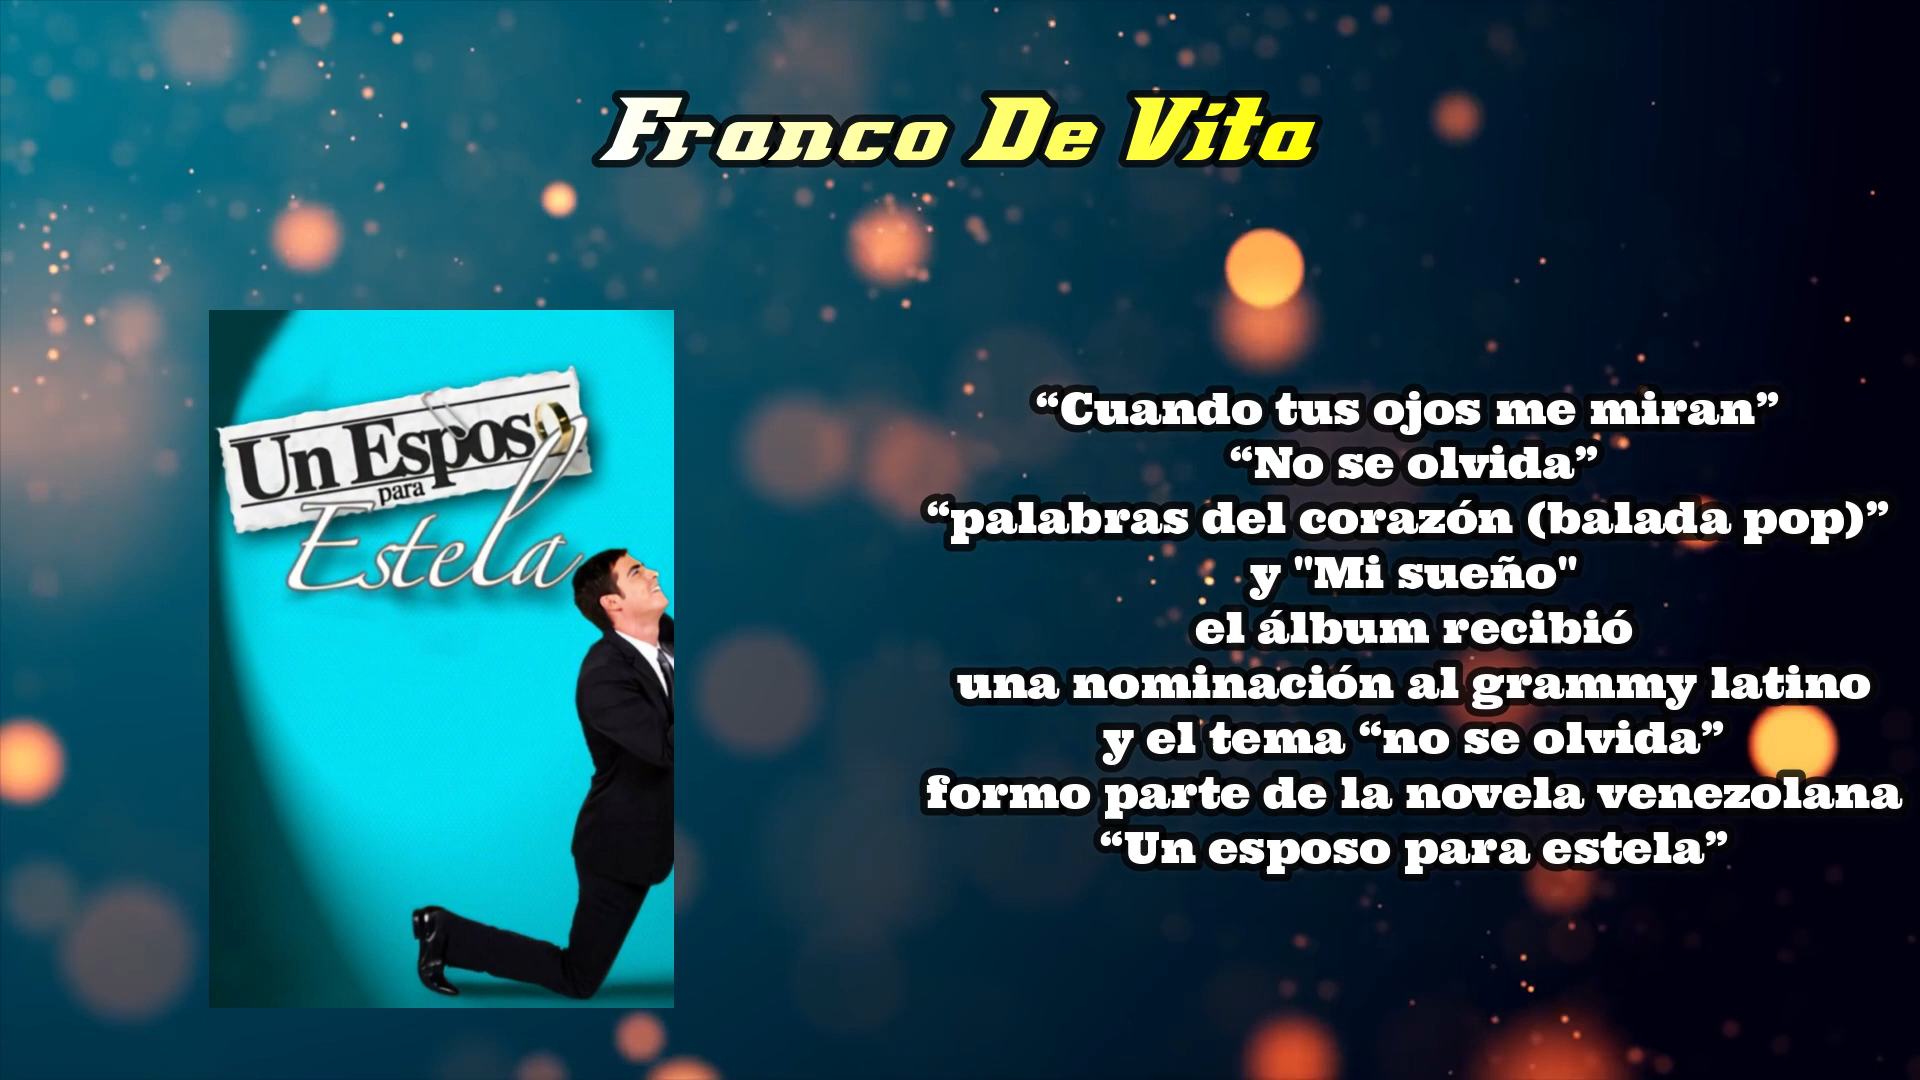 Franco De Vita
Un Esposo
para
Estela
“Cuando tus ojos me miran”
“No se olvida”
“palabras del corazón (balada pop)”
y "Mi sueño"
el álbum recibió
una nominación al grammy latino
y el tema “no se olvida”
formo parte de la novela venezolana
“Un esposo para estela”